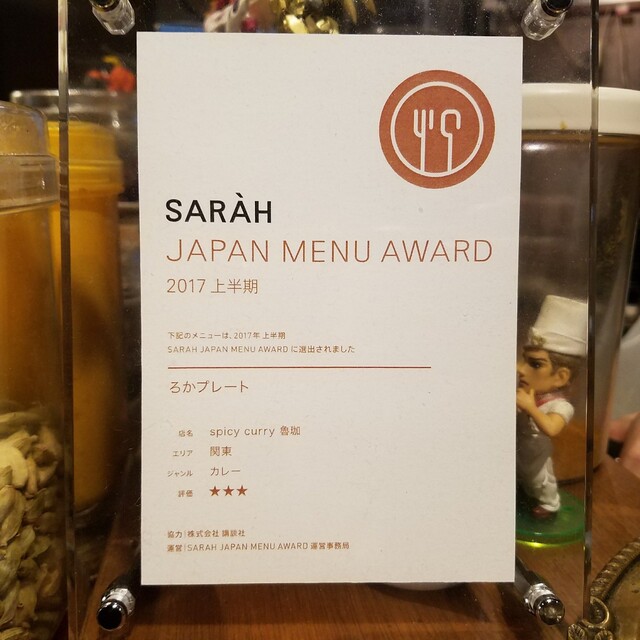 SARÀH
JAPAN MENU AWARD
2017 上半期
下記のメニューは、2017年 上半期
SARAH JAPAN MENU AWARD に選出されました
ろかプレート
店名 spicy curry 魯珈
エリア 関東
ジャンル カレー
評価 ★★★
協力|株式会社 講談社
運営|SARAH JAPAN MENU AWARD 運営事務局